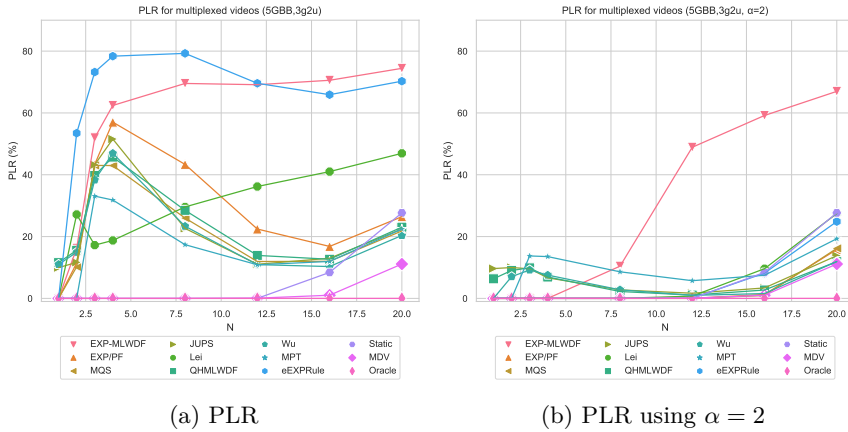 PLR for multiplexed videos (5GBB,3g2u)
PLR (%)
80
60
40
20
0
2.5 5.0 7.5 10.0 12.5 15.0 17.5 20.0
N
EXP-MLWDF JUPS Wu Static
EXP/PF Lei MPT MDV
MQS QHMLWDF eEXPRule Oracle
(a) PLR
PLR for multiplexed videos (5GBB,3g2u, α=2)
PLR (%)
80
60
40
20
0
2.5 5.0 7.5 10.0 12.5 15.0 17.5 20.0
N
EXP-MLWDF JUPS Wu Static
EXP/PF Lei MPT MDV
MQS QHMLWDF eEXPRule Oracle
(b) PLR using α = 2